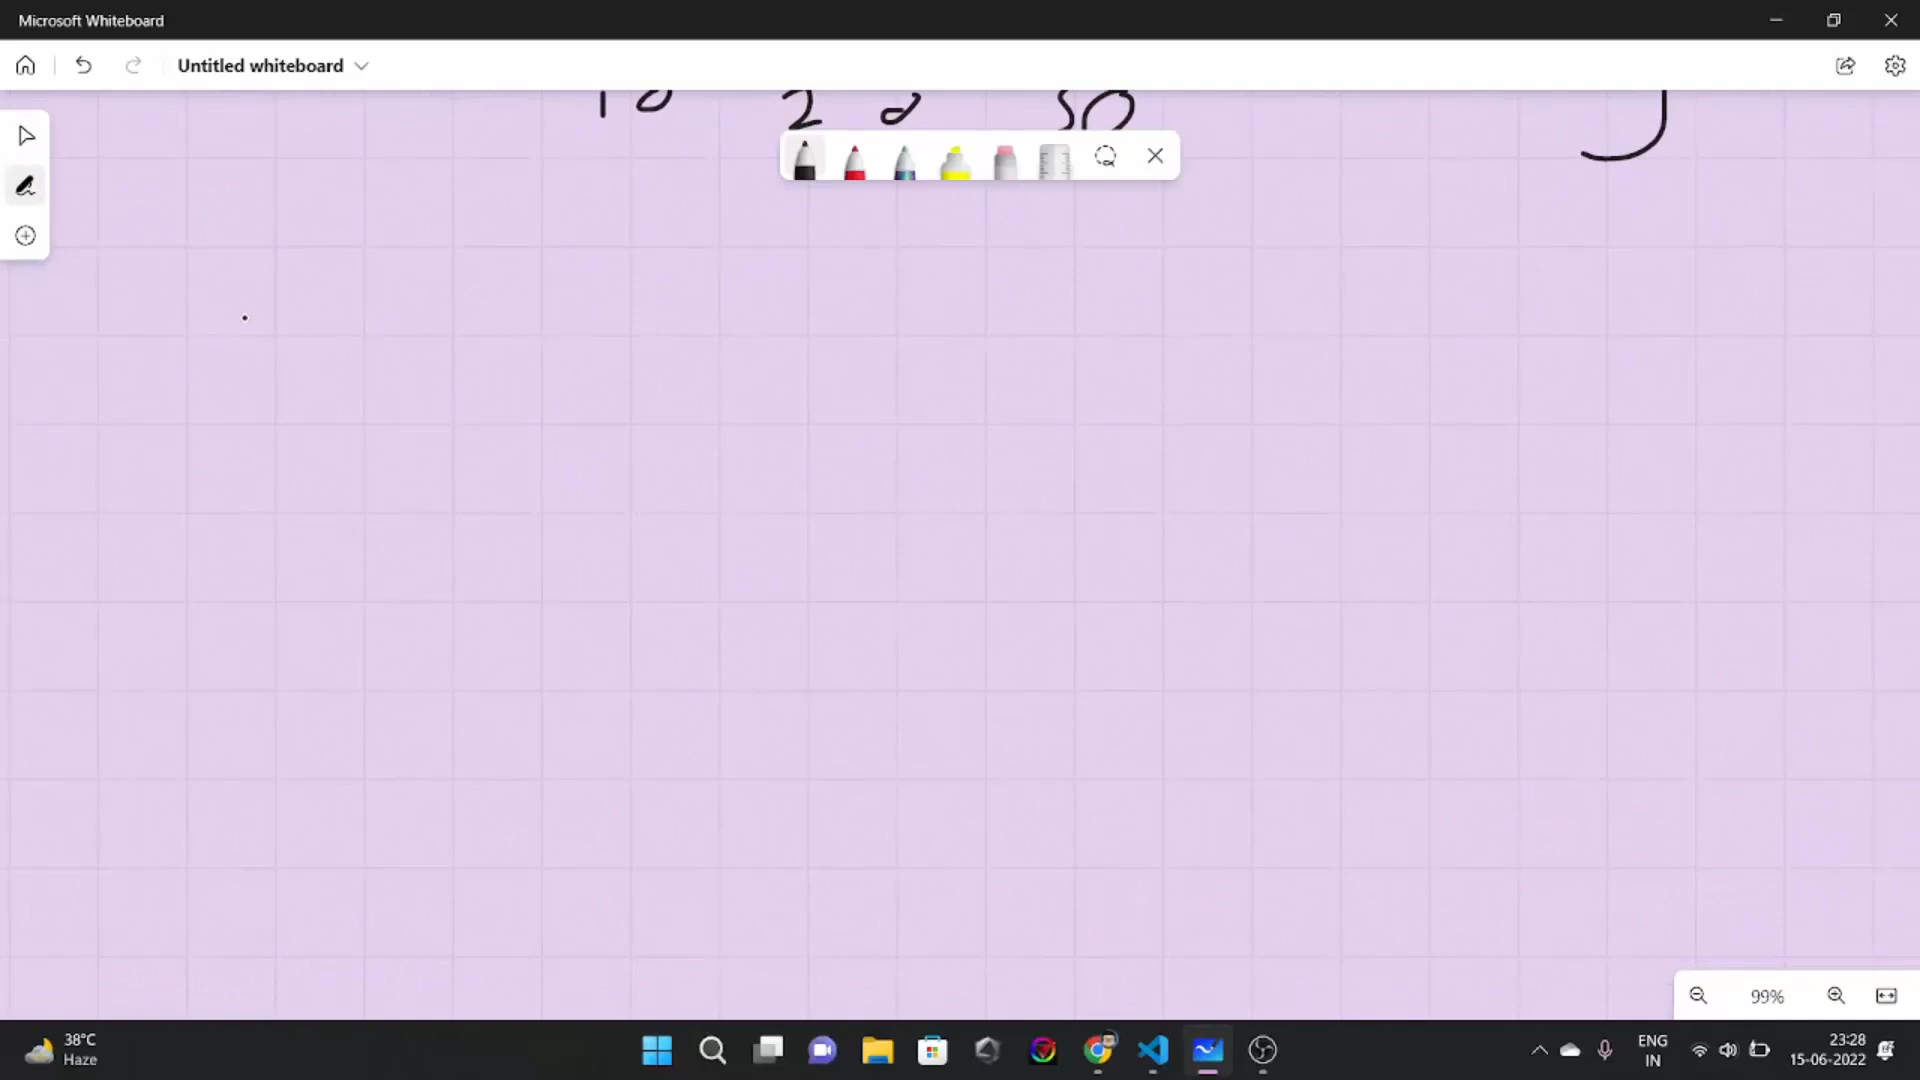 Microsoft Whiteboard
Untitled whiteboard
99%
38°C
Haze
ENG
IN
23:28
15-06-2022